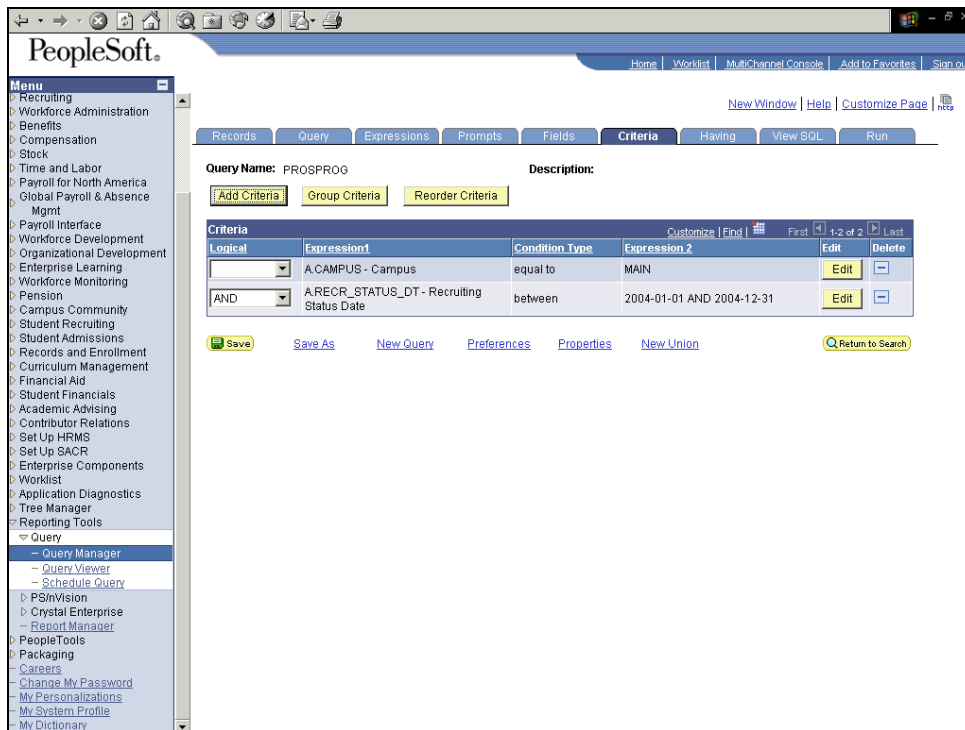 PeopleSoft.
Home | Worklist | MultiChannel Console | Add to Favorites | Sign ou
Menu
Recruiting
Workforce Administration
Benefits
Compensation
Stock
Time and Labor
Payroll for North America
Global Payroll & Absence
Mgmt
Payroll Interface
Workforce Development
Organizational Development
Enterprise Learning
Workforce Monitoring
Pension
Campus Community
Student Recruiting
Student Admissions
Records and Enrollment
Curriculum Management
Financial Aid
Student Financials
Academic Advising
Contributor Relations
Set Up HRMS
Set Up SACR
Enterprise Components
Worklist
Application Diagnostics
Tree Manager
Reporting Tools
Query
– Query Manager
– Query Viewer
– Schedule Query
PS/nVision
Crystal Enterprise
– Report Manager
PeopleTools
Packaging
– Careers
– Change My Password
– My Personalizations
– My System Profile
– My Dictionary
New Window | Help | Customize Page | http
Records Query Expressions Prompts Fields Criteria Having View SQL Run
Query Name: PROSPROG Description:
Add Criteria Group Criteria Reorder Criteria
Criteria Customize | Find | First 1-2 of 2 Last
Logical Expression1 Condition Type Expression 2 Edit Delete
A.CAMPUS - Campus equal to MAIN Edit
AND A.RECR_STATUS_DT - Recruiting Status Date between 2004-01-01 AND 2004-12-31 Edit
Save Save As New Query Preferences Properties New Union Return to Search